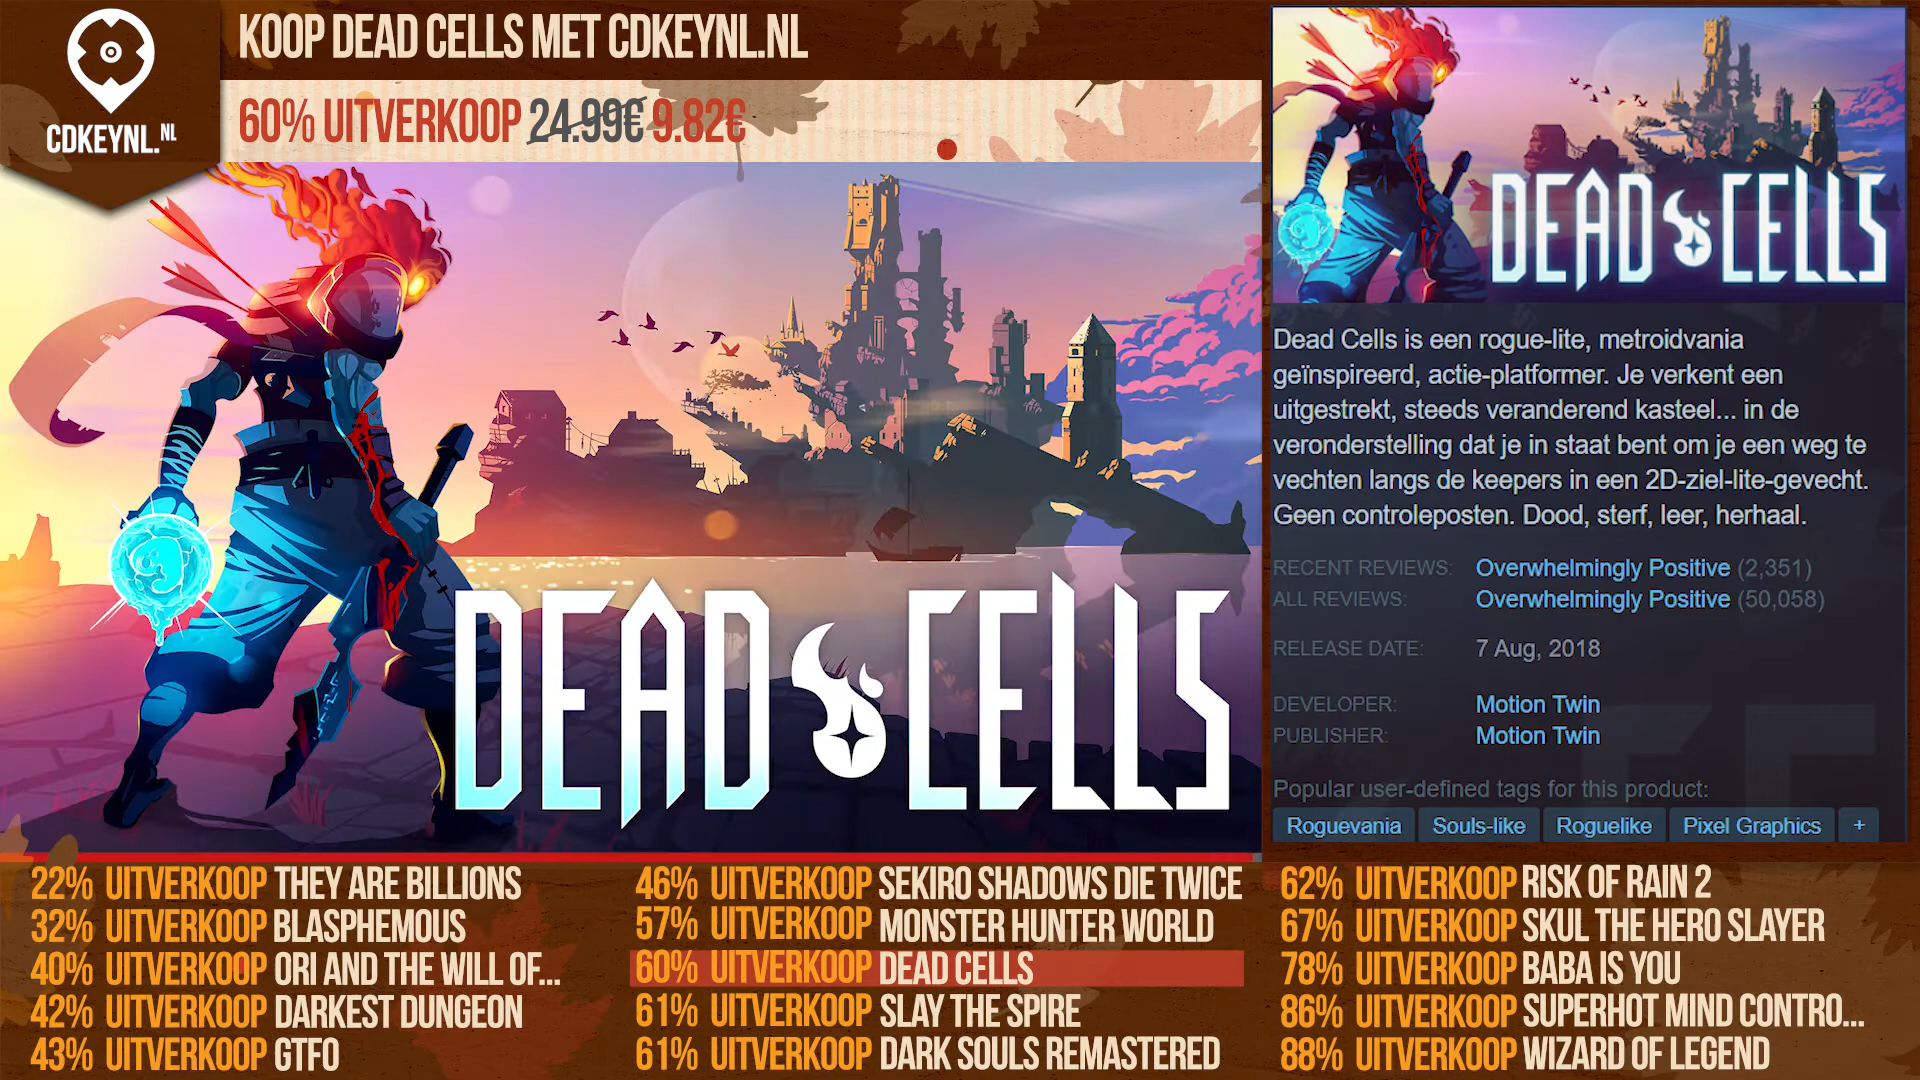 CDKEYNL.NL
KOOP DEAD CELLS MET CDKEYNL.NL
60% UITVERKOOP 24.99€ 9.82€
DEAD CELLS
DEAD CELLS
Dead Cells is een rogue-lite, metroidvania
geïnspireerd, actie-platformer. Je verkent een
uitgestrekt, steeds veranderend kasteel... in de
veronderstelling dat je in staat bent om je een weg te
vechten langs de keepers in een 2D-ziel-lite-gevecht.
Geen controleposten. Dood, sterf, leer, herhaal.
RECENT REVIEWS: Overwhelmingly Positive (2,351)
ALL REVIEWS: Overwhelmingly Positive (50,058)
RELEASE DATE: 7 Aug, 2018
DEVELOPER: Motion Twin
PUBLISHER: Motion Twin
Popular user-defined tags for this product:
Roguevania Souls-like Roguelike Pixel Graphics +
22% UITVERKOOP THEY ARE BILLIONS
32% UITVERKOOP BLASPHEMOUS
40% UITVERKOOP ORI AND THE WILL OF...
42% UITVERKOOP DARKEST DUNGEON
43% UITVERKOOP GTFO
46% UITVERKOOP SEKIRO SHADOWS DIE TWICE
57% UITVERKOOP MONSTER HUNTER WORLD
60% UITVERKOOP DEAD CELLS
61% UITVERKOOP SLAY THE SPIRE
61% UITVERKOOP DARK SOULS REMASTERED
62% UITVERKOOP RISK OF RAIN 2
67% UITVERKOOP SKUL THE HERO SLAYER
78% UITVERKOOP BABA IS YOU
86% UITVERKOOP SUPERHOT MIND CONTRO...
88% UITVERKOOP WIZARD OF LEGEND